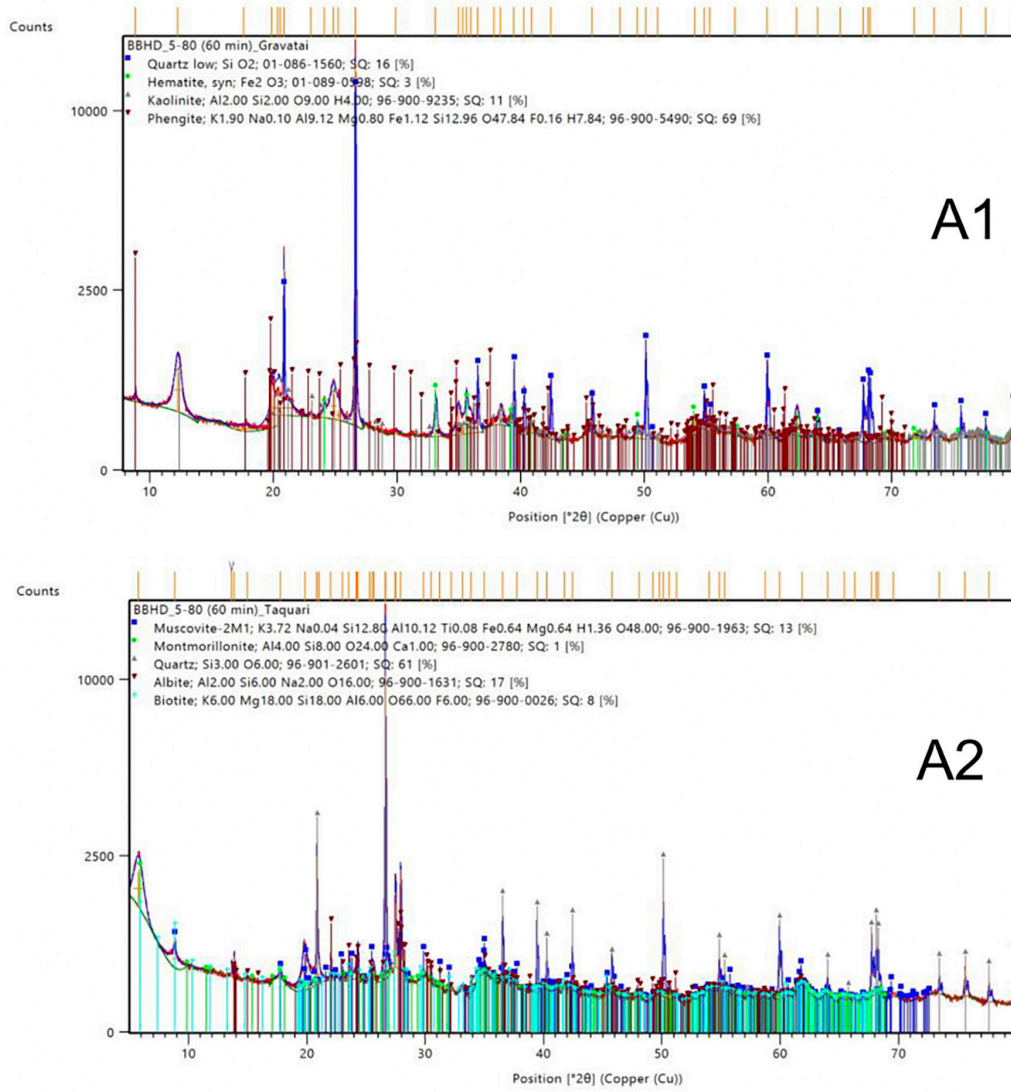 Counts
BBHD_5-80 (60 min)_Gravatai
Quartz low; Si O2; 01-086-1560; SQ: 16 [%]
Hematite, syn; Fe2 O3; 01-089-0598; SQ: 3 [%]
Kaolinite; Al2.00 Si2.00 O9.00 H4.00; 96-900-9235; SQ: 11 [%]
Phengite; K1.90 Na0.10 Al9.12 Mg0.80 Fe1.12 Si12.96 O47.84 F0.16 H7.84; 96-900-5490; SQ: 69 [%]
10000
A1
2500
0
10 20 30 40 50 60 70
Position [°2θ] (Copper (Cu))
Counts
BBHD_5-80 (60 min)_Taquari
Muscovite-2M1; K3.72 Na0.04 Si12.80 Al10.12 Ti0.08 Fe0.64 Mg0.64 H1.36 O48.00; 96-900-1963; SQ: 13 [%]
Montmorillonite; Al4.00 Si8.00 O24.00 Ca1.00; 96-900-2780; SQ: 1 [%]
Quartz; Si3.00 O6.00; 96-901-2601; SQ: 61 [%]
10000
Albite; Al2.00 Si6.00 Na2.00 O16.00; 96-900-1631; SQ: 17 [%]
Biotite; K6.00 Mg18.00 Si18.00 Al6.00 O66.00 F6.00; 96-900-0026; SQ: 8 [%]
A2
2500
0
10 20 30 40 50 60 70
Position [°2θ] (Copper (Cu))